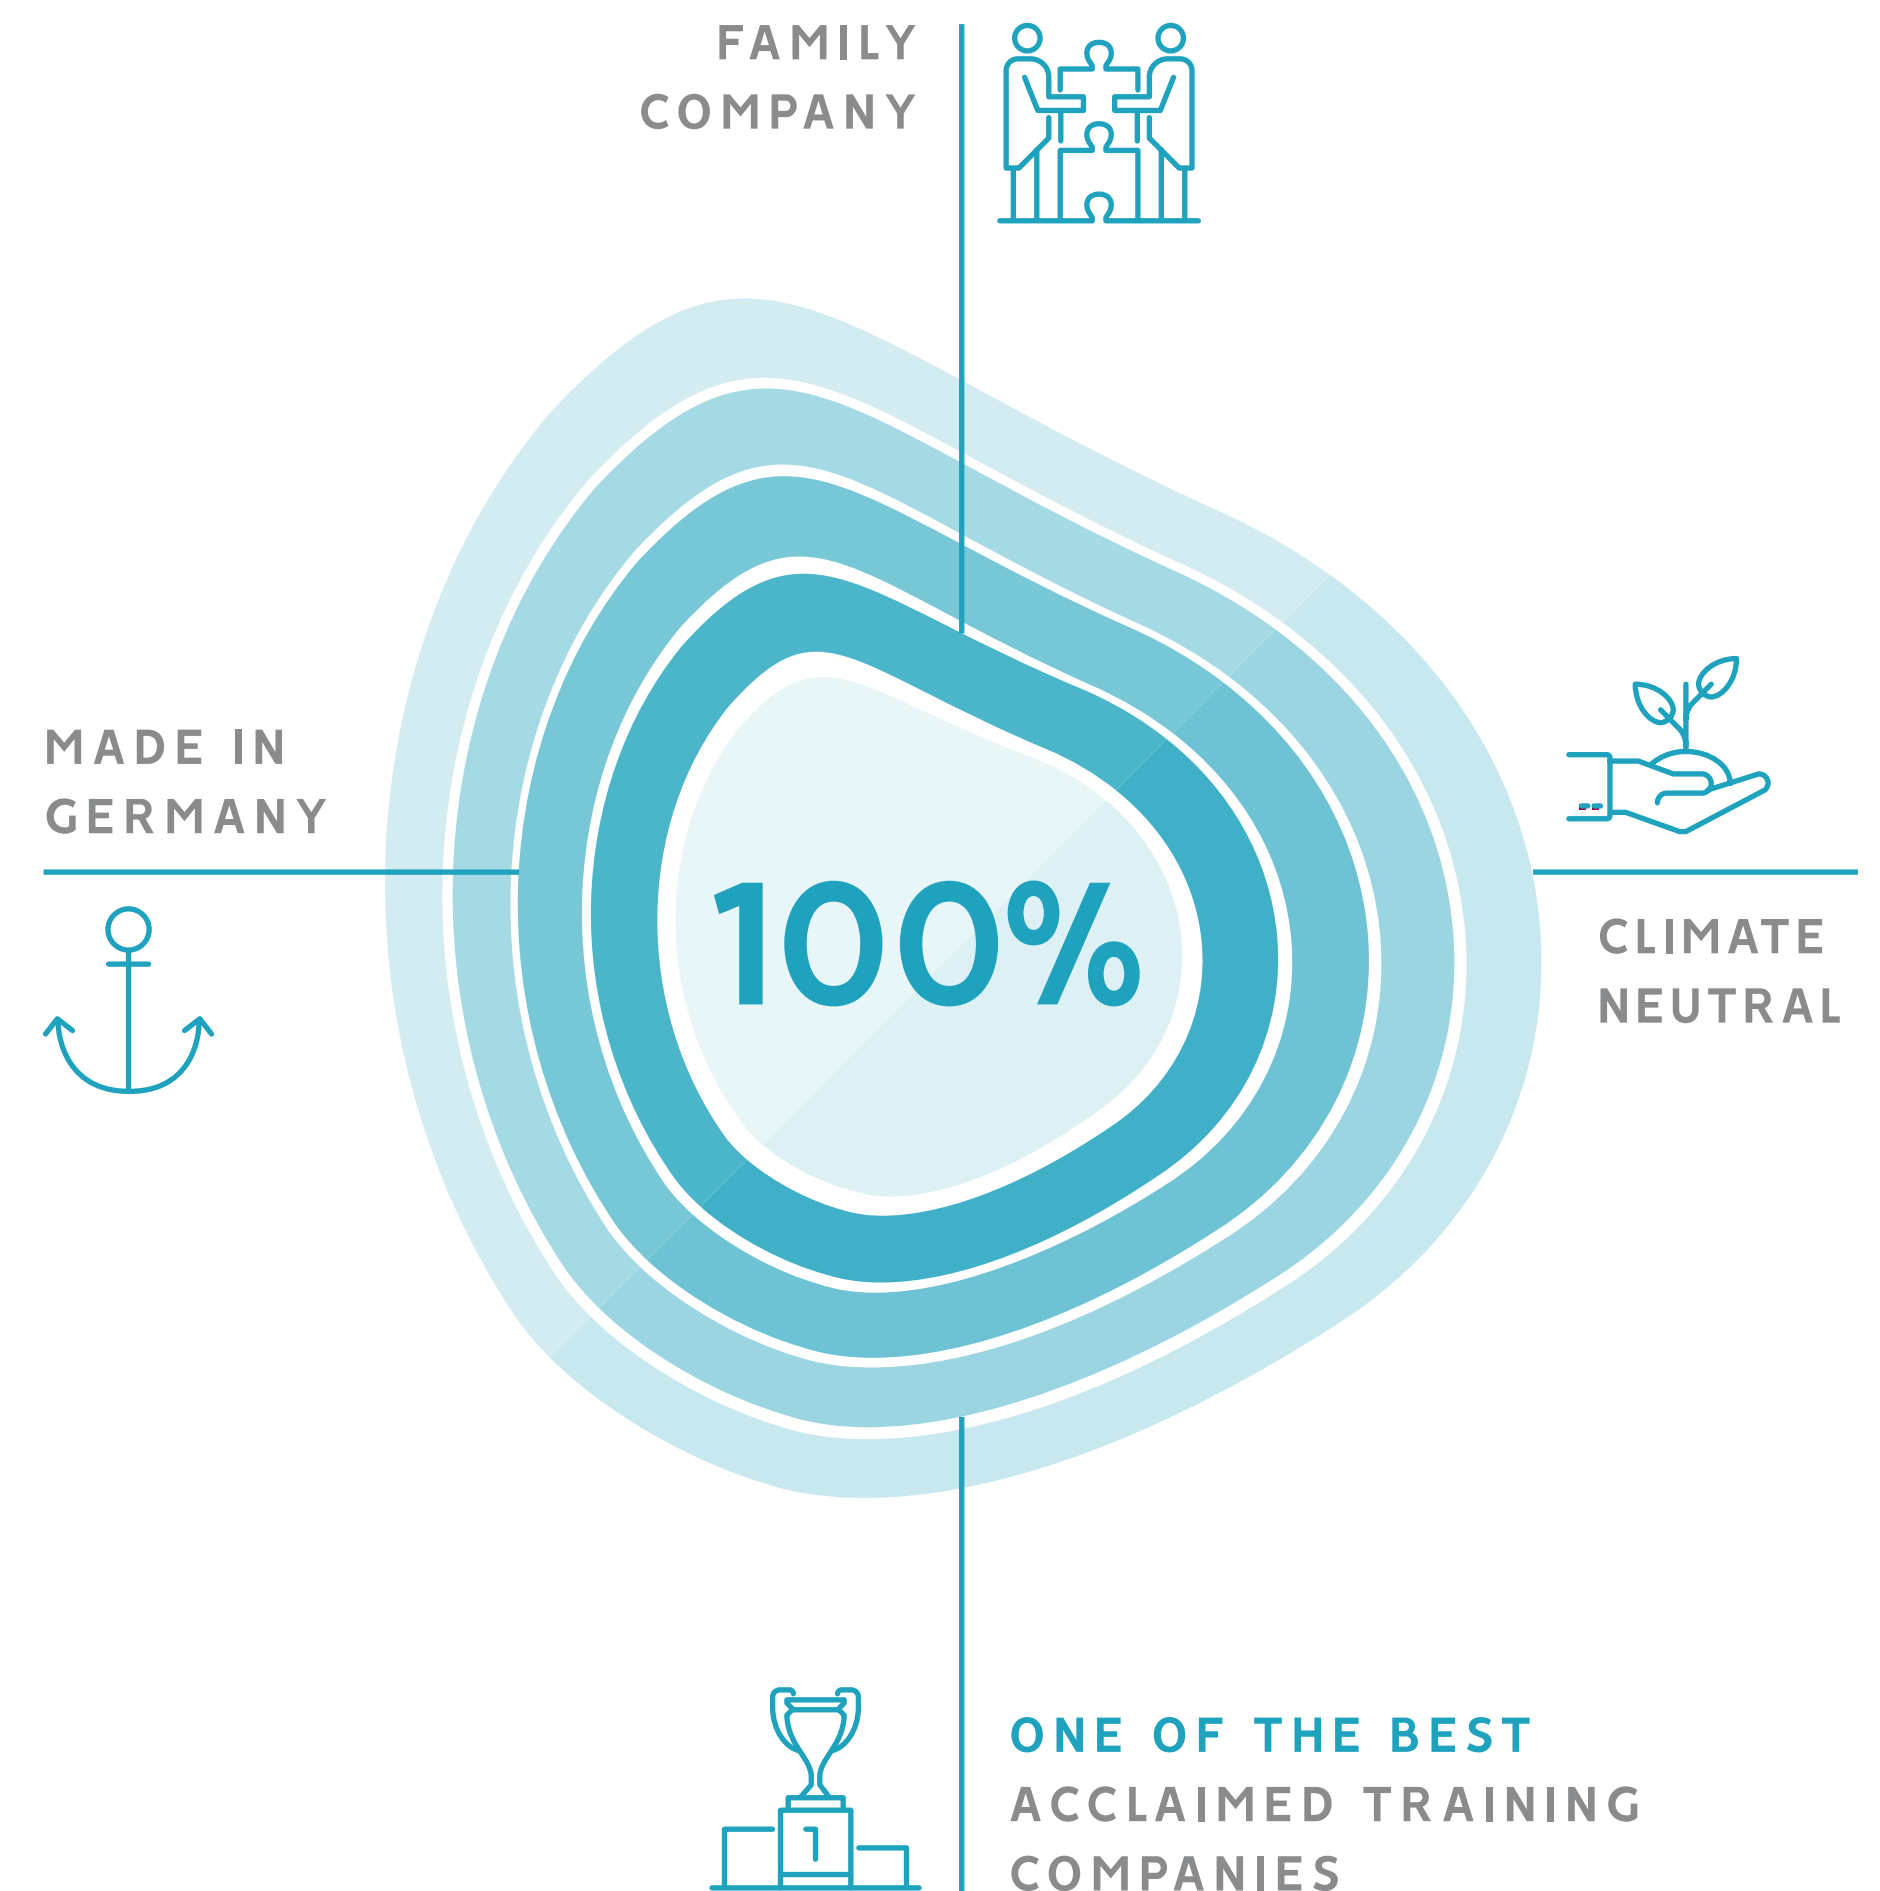 FAMILY
COMPANY
MADE IN
GERMANY
100%
CLIMATE
NEUTRAL
1
ONE OF THE BEST
ACCLAIMED TRAINING
COMPANIES